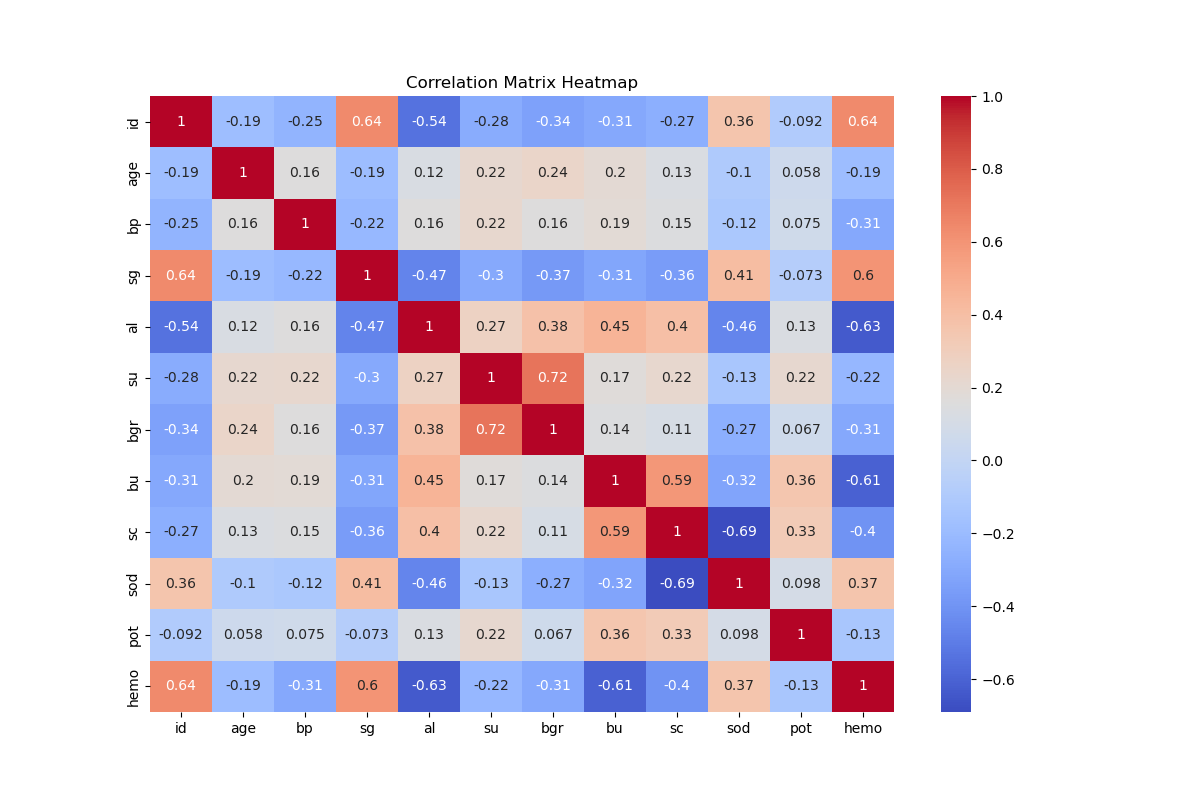 Correlation Matrix Heatmap
id 1 -0.19 -0.25 0.64 -0.54 -0.28 -0.34 -0.31 -0.27 0.36 -0.092 0.64
age -0.19 1 0.16 -0.19 0.12 0.22 0.24 0.2 0.13 -0.1 0.058 -0.19
bp -0.25 0.16 1 -0.22 0.16 0.22 0.16 0.19 0.15 -0.12 0.075 -0.31
sg 0.64 -0.19 -0.22 1 -0.47 -0.3 -0.37 -0.31 -0.36 0.41 -0.073 0.6
al -0.54 0.12 0.16 -0.47 1 0.27 0.38 0.45 0.4 -0.46 0.13 -0.63
su -0.28 0.22 0.22 -0.3 0.27 1 0.72 0.17 0.22 -0.13 0.22 -0.22
bgr -0.34 0.24 0.16 -0.37 0.38 0.72 1 0.14 0.11 -0.27 0.067 -0.31
bu -0.31 0.2 0.19 -0.31 0.45 0.17 0.14 1 0.59 -0.32 0.36 -0.61
sc -0.27 0.13 0.15 -0.36 0.4 0.22 0.11 0.59 1 -0.69 0.33 -0.4
sod 0.36 -0.1 -0.12 0.41 -0.46 -0.13 -0.27 -0.32 -0.69 1 0.098 0.37
pot -0.092 0.058 0.075 -0.073 0.13 0.22 0.067 0.36 0.33 0.098 1 -0.13
hemo 0.64 -0.19 -0.31 0.6 -0.63 -0.22 -0.31 -0.61 -0.4 0.37 -0.13 1
id age bp sg al su bgr bu sc sod pot hemo
1.0
0.8
0.6
0.4
0.2
0.0
−0.2
−0.4
−0.6